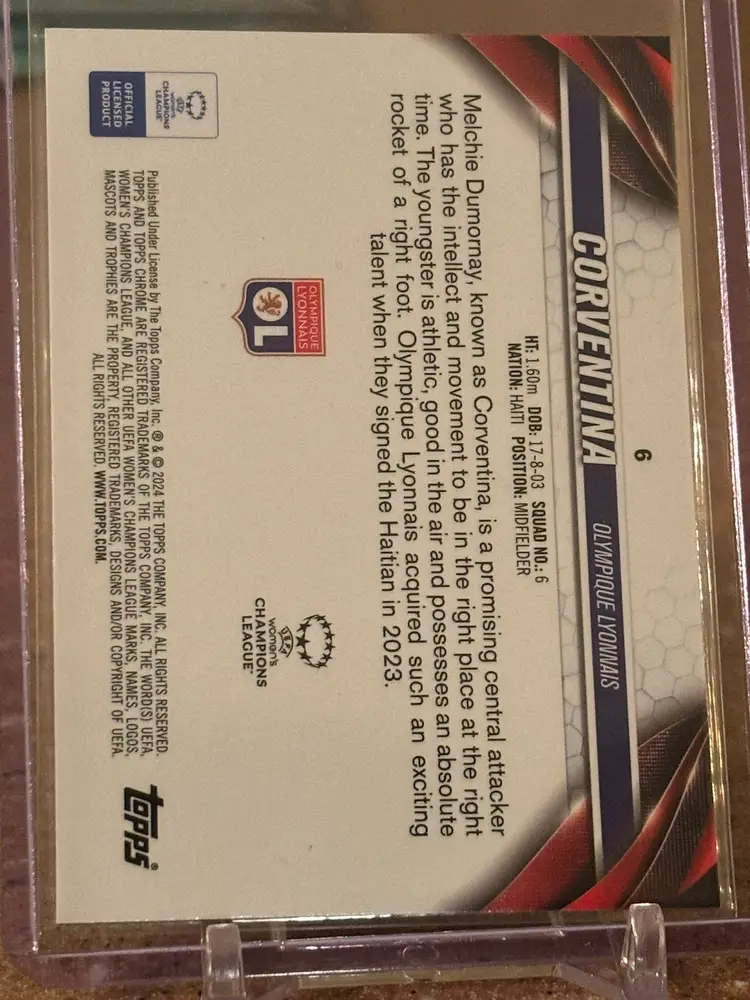 6
CORVENTINA OLYMPIQUE LYONNAIS
HT: 1.60m DOB: 17-8-03 SQUAD NO.: 6
NATION: HAITI POSITION: MIDFIELDER
Melchie Dumornay, known as Corventina, is a promising central attacker
who has the intellect and movement to be in the right place at the right
time. The youngster is athletic, good in the air and possesses an absolute
rocket of a right foot. Olympique Lyonnais acquired such an exciting
talent when they signed the Haitian in 2023.
OLYMPIQUE
LYONNAIS
OL
UEFA
women's
CHAMPIONS
LEAGUE™
UEFA
women's
CHAMPIONS
LEAGUE™
OFFICIAL
LICENSED
PRODUCT
Published Under License by The Topps Company, Inc. ® & © 2024 THE TOPPS COMPANY, INC. ALL RIGHTS RESERVED.
TOPPS AND TOPPS CHROME ARE REGISTERED TRADEMARKS OF THE TOPPS COMPANY, INC. THE WORD(S) UEFA,
WOMEN'S CHAMPIONS LEAGUE, AND ALL OTHER UEFA WOMEN'S CHAMPIONS LEAGUE MARKS, NAMES, LOGOS,
MASCOTS AND TROPHIES ARE THE PROPERTY, REGISTERED TRADEMARKS, DESIGNS AND/OR COPYRIGHT OF UEFA.
ALL RIGHTS RESERVED. WWW.TOPPS.COM.
topps®